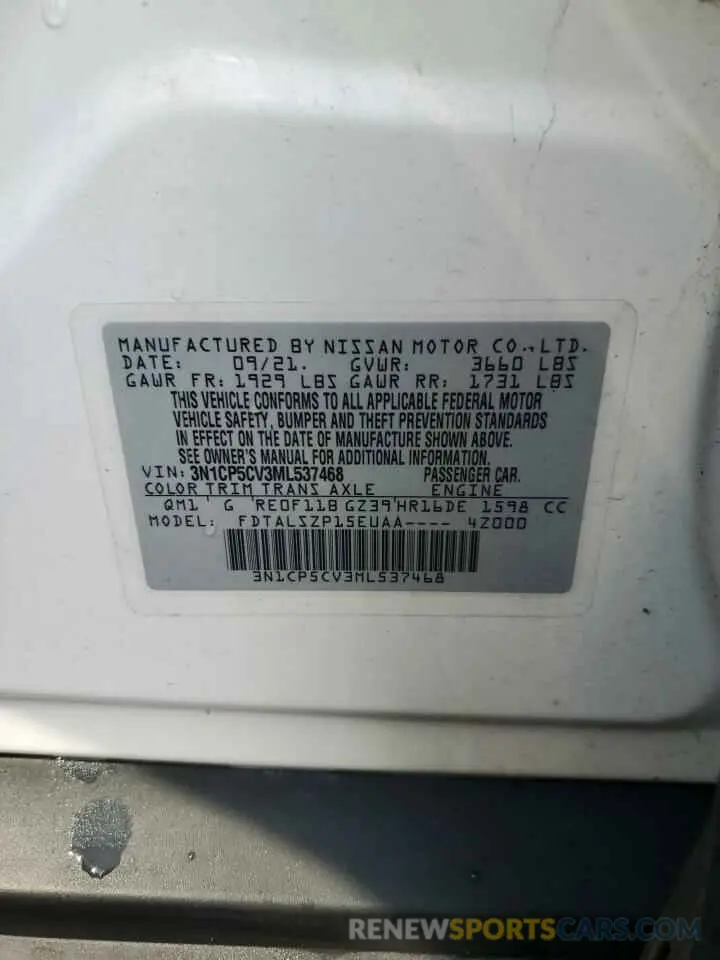 MANUFACTURED BY NISSAN MOTOR CO., LTD.
DATE: 09/21. GVWR: 3660 LBS
GAWR FR: 1929 LBS GAWR RR: 1731 LBS
THIS VEHICLE CONFORMS TO ALL APPLICABLE FEDERAL MOTOR
VEHICLE SAFETY, BUMPER AND THEFT PREVENTION STANDARDS
IN EFFECT ON THE DATE OF MANUFACTURE SHOWN ABOVE.
SEE OWNER'S MANUAL FOR ADDITIONAL INFORMATION.
VIN: 3N1CP5CV3ML537468 PASSENGER CAR.
COLOR TRIM TRANS AXLE ENGINE
QM1 G RE0F11B GZ39 HR16DE 1598 CC
MODEL: FDTALSZP15EUAA---- 4Z000
3N1CP5CV3ML537468
RENEWSPORTSCARS.COM